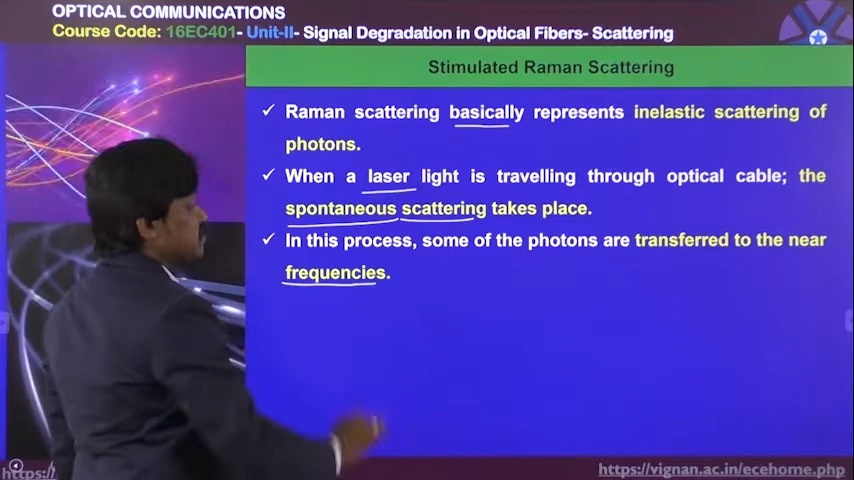 OPTICAL COMMUNICATIONS
Course Code: 16EC401- Unit-II- Signal Degradation in Optical Fibers- Scattering
Stimulated Raman Scattering
✓ Raman scattering basically represents inelastic scattering of
photons.
✓ When a laser light is travelling through optical cable; the
spontaneous scattering takes place.
✓ In this process, some of the photons are transferred to the near
frequencies.
https://
https://vignan.ac.in/ecehome.php